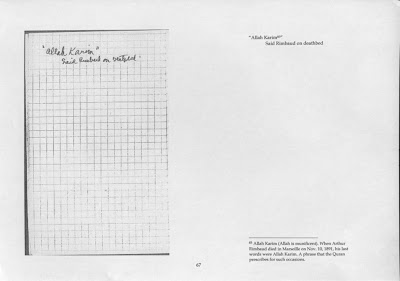 "Allah Karim"
Said Rimbaud on deathbed.
"Allah Karim⁶⁷"
Said Rimbaud on deathbed
⁶⁷ Allah Karim (Allah is munificent). When Arthur
Rimbaud died in Marseille on Nov. 10, 1891, his last
words were Allah Karim. A phrase that the Quran
prescribes for such occasions.
67